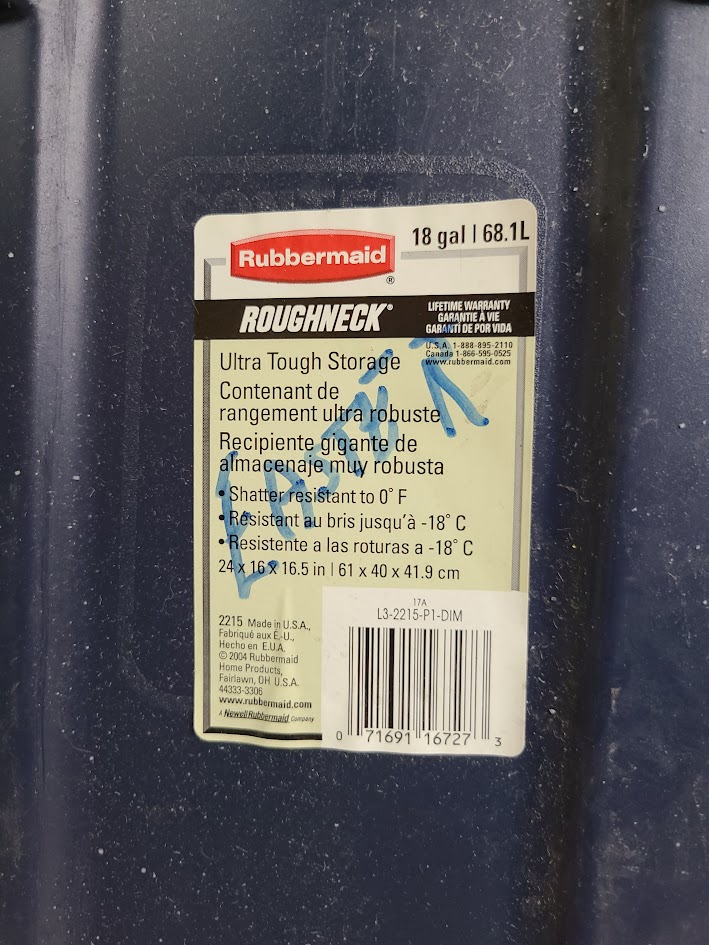 18 gal | 68.1L
Rubbermaid®
ROUGHNECK®
LIFETIME WARRANTY
GARANTIE À VIE
GARANTÍ DE POR VIDA
U.S.A. 1-888-895-2110
Canada 1-866-595-0525
www.rubbermaid.com
Ultra Tough Storage
Contenant de
rangement ultra robuste
Recipiente gigante de
almacenaje muy robusta
• Shatter resistant to 0° F
• Résistant au bris jusqu'à -18° C
• Resistente a las roturas a -18° C
24 x 16 x 16.5 in | 61 x 40 x 41.9 cm
EASTER
2215 Made in U.S.A.,
Fabriqué aux É.-U.,
Hecho en E.U.A.
© 2004 Rubbermaid
Home Products,
Fairlawn, OH U.S.A.
44333-3306
www.rubbermaid.com
A NewellRubbermaid Company
17A
L3-2215-P1-DIM
0 71691 16727 3